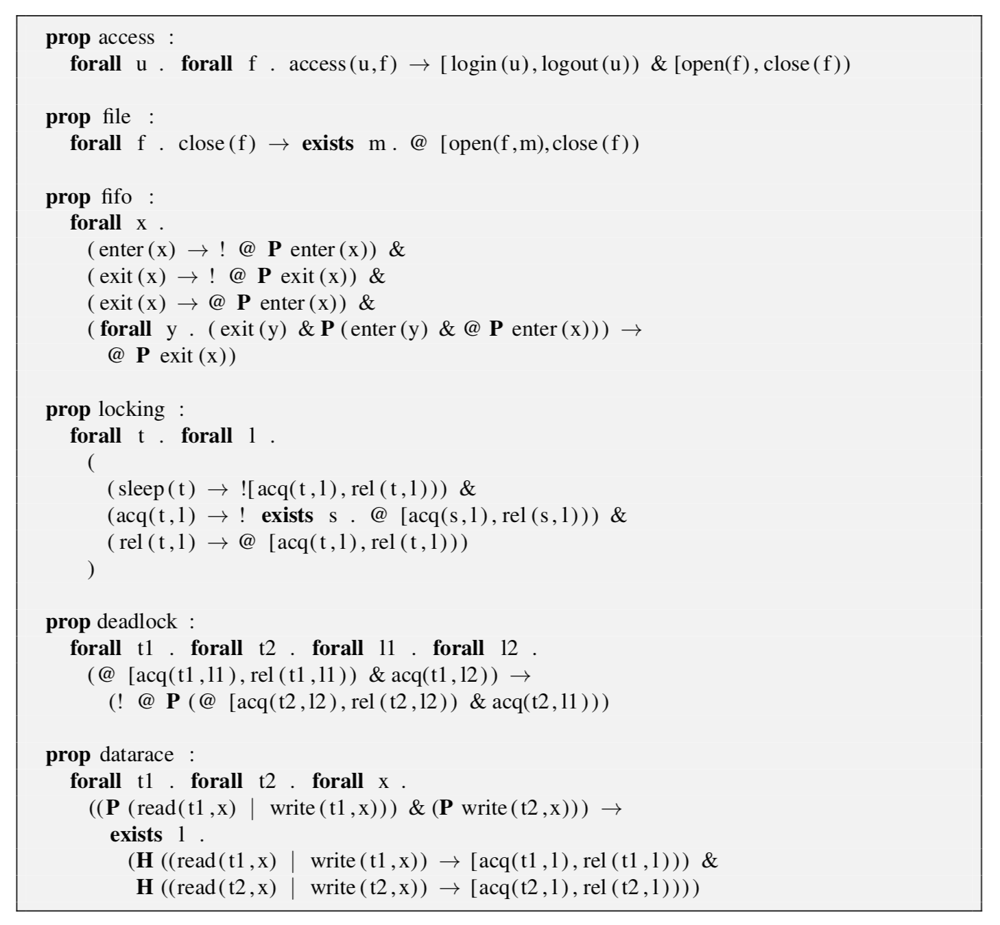 prop access :
forall u . forall f . access(u,f) → [login(u),logout(u)) & [open(f),close(f))
prop file :
forall f . close(f) → exists m . @ [open(f,m),close(f))
prop fifo :
forall x .
(enter(x) → ! @ P enter(x)) &
(exit(x) → ! @ P exit(x)) &
(exit(x) → @ P enter(x)) &
(forall y . (exit(y) & P (enter(y) & @ P enter(x))) →
@ P exit(x))
prop locking :
forall t . forall l .
(
(sleep(t) → ![acq(t,l),rel(t,l))) &
(acq(t,l) → ! exists s . @ [acq(s,l),rel(s,l))) &
(rel(t,l) → @ [acq(t,l),rel(t,l)))
)
prop deadlock :
forall t1 . forall t2 . forall l1 . forall l2 .
(@ [acq(t1,l1),rel(t1,l1)) & acq(t1,l2)) →
(! @ P (@ [acq(t2,l2),rel(t2,l2)) & acq(t2,l1)))
prop datarace :
forall t1 . forall t2 . forall x .
((P (read(t1,x) | write(t1,x))) & (P write(t2,x))) →
exists l .
(H ((read(t1,x) | write(t1,x)) → [acq(t1,l),rel(t1,l))) &
H ((read(t2,x) | write(t2,x)) → [acq(t2,l),rel(t2,l))))